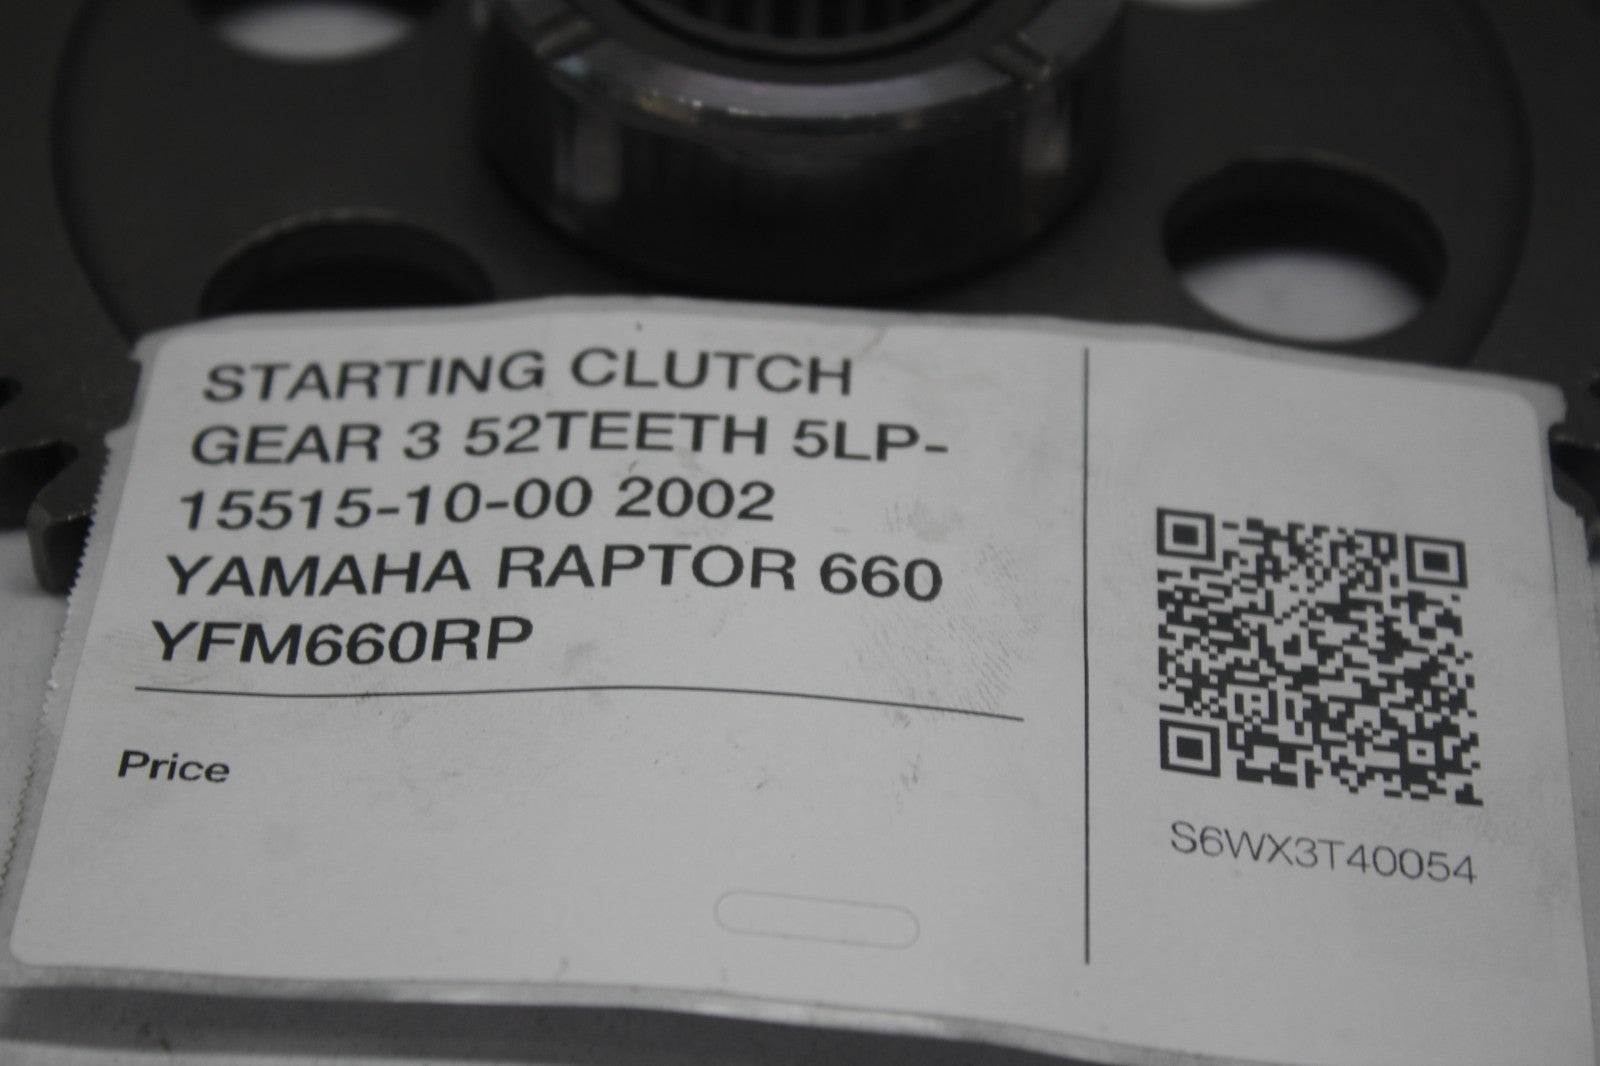 STARTING CLUTCH
GEAR 3 52TEETH 5LP-
15515-10-00 2002
YAMAHA RAPTOR 660
YFM660RP
Price
S6WX3T40054